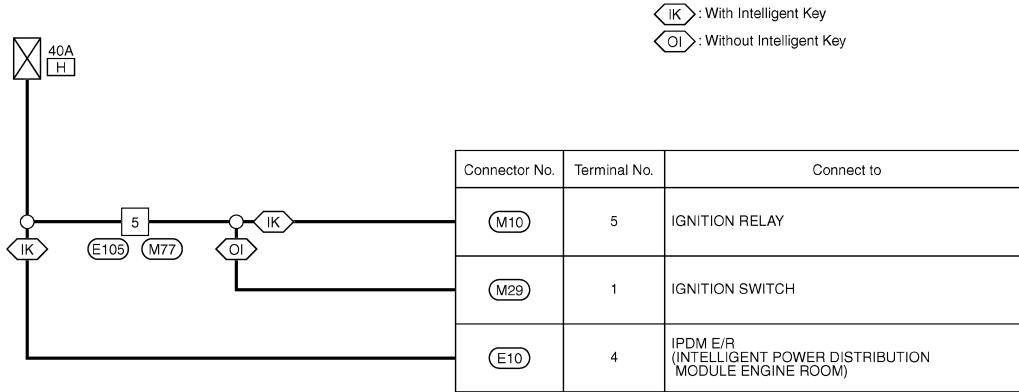 IK : With Intelligent Key
OI : Without Intelligent Key
40A
H
Connector No. Terminal No. Connect to
5 IK M10 5 IGNITION RELAY
IK E105 M77 OI
M29 1 IGNITION SWITCH
E10 4 IPDM E/R
(INTELLIGENT POWER DISTRIBUTION
MODULE ENGINE ROOM)